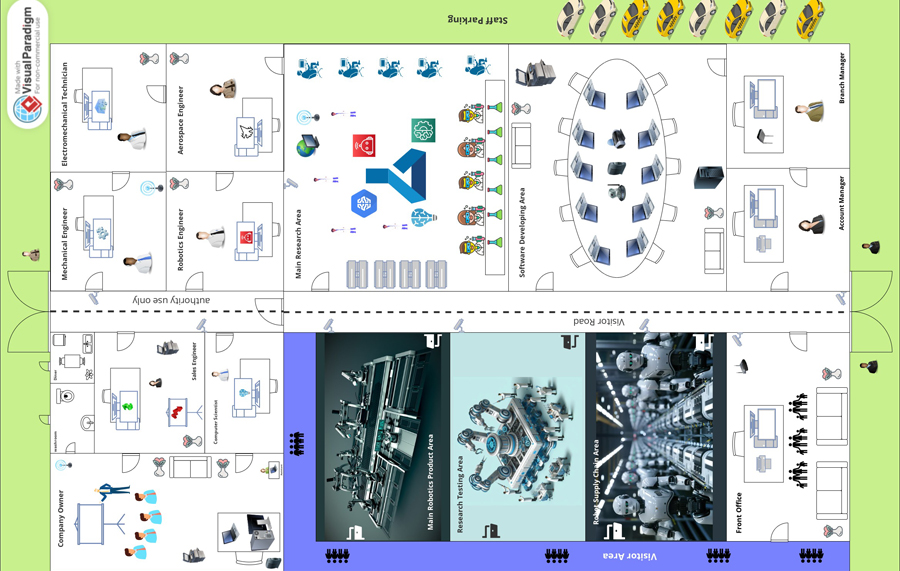 Made with
Visual Paradigm
For non-commercial use
Staff Parking
Electromechanical Technician
Aerospace Engineer
Mechanical Engineer
Robotics Engineer
Main Research Area
Software Developing Area
Branch Manager
Account Manager
authority use only
Visitor Road
Sales Engineer
Computer Scientist
washroom
Company Owner
Main Robotics Product Area
Research Testing Area
Robot Supply Chain Area
Front Office
Visitor Area